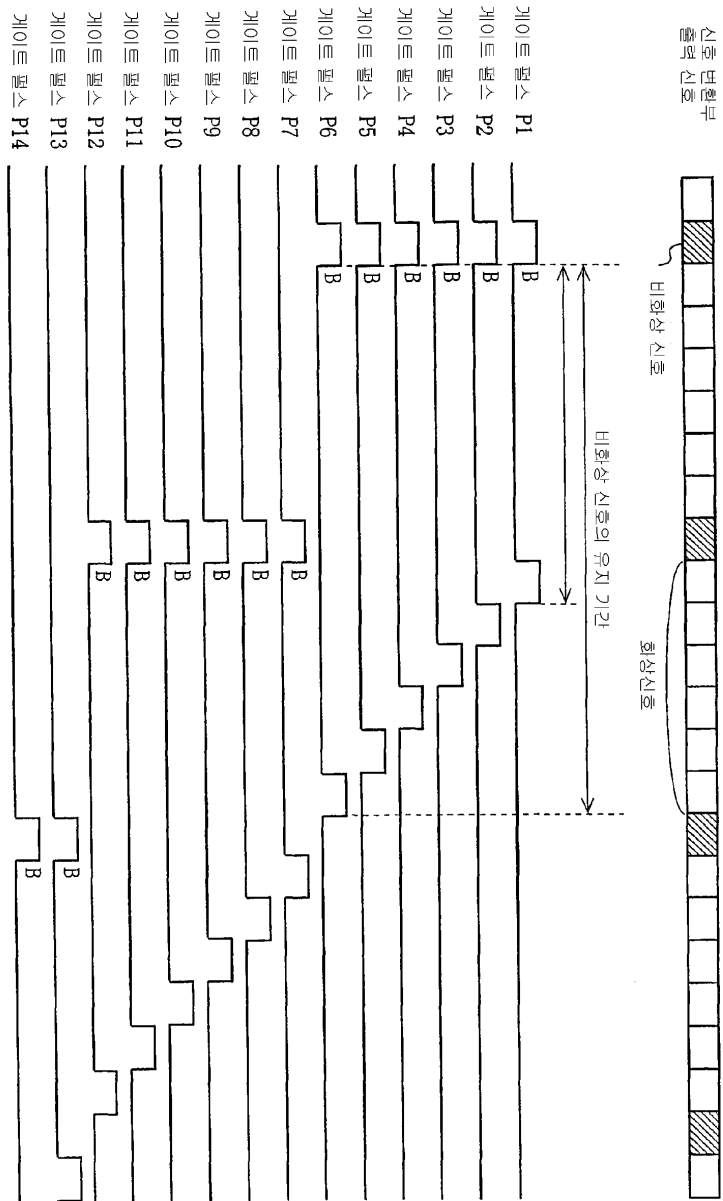 신호 변환부
출력 신호
비화상 신호
화상신호
비화상 신호의 유지 기간
게이트 펄스 P1
B
게이트 펄스 P2
B
게이트 펄스 P3
B
게이트 펄스 P4
B
게이트 펄스 P5
B
게이트 펄스 P6
B
게이트 펄스 P7
B
게이트 펄스 P8
B
게이트 펄스 P9
B
게이트 펄스 P10
B
게이트 펄스 P11
B
게이트 펄스 P12
B
게이트 펄스 P13
B
게이트 펄스 P14
B